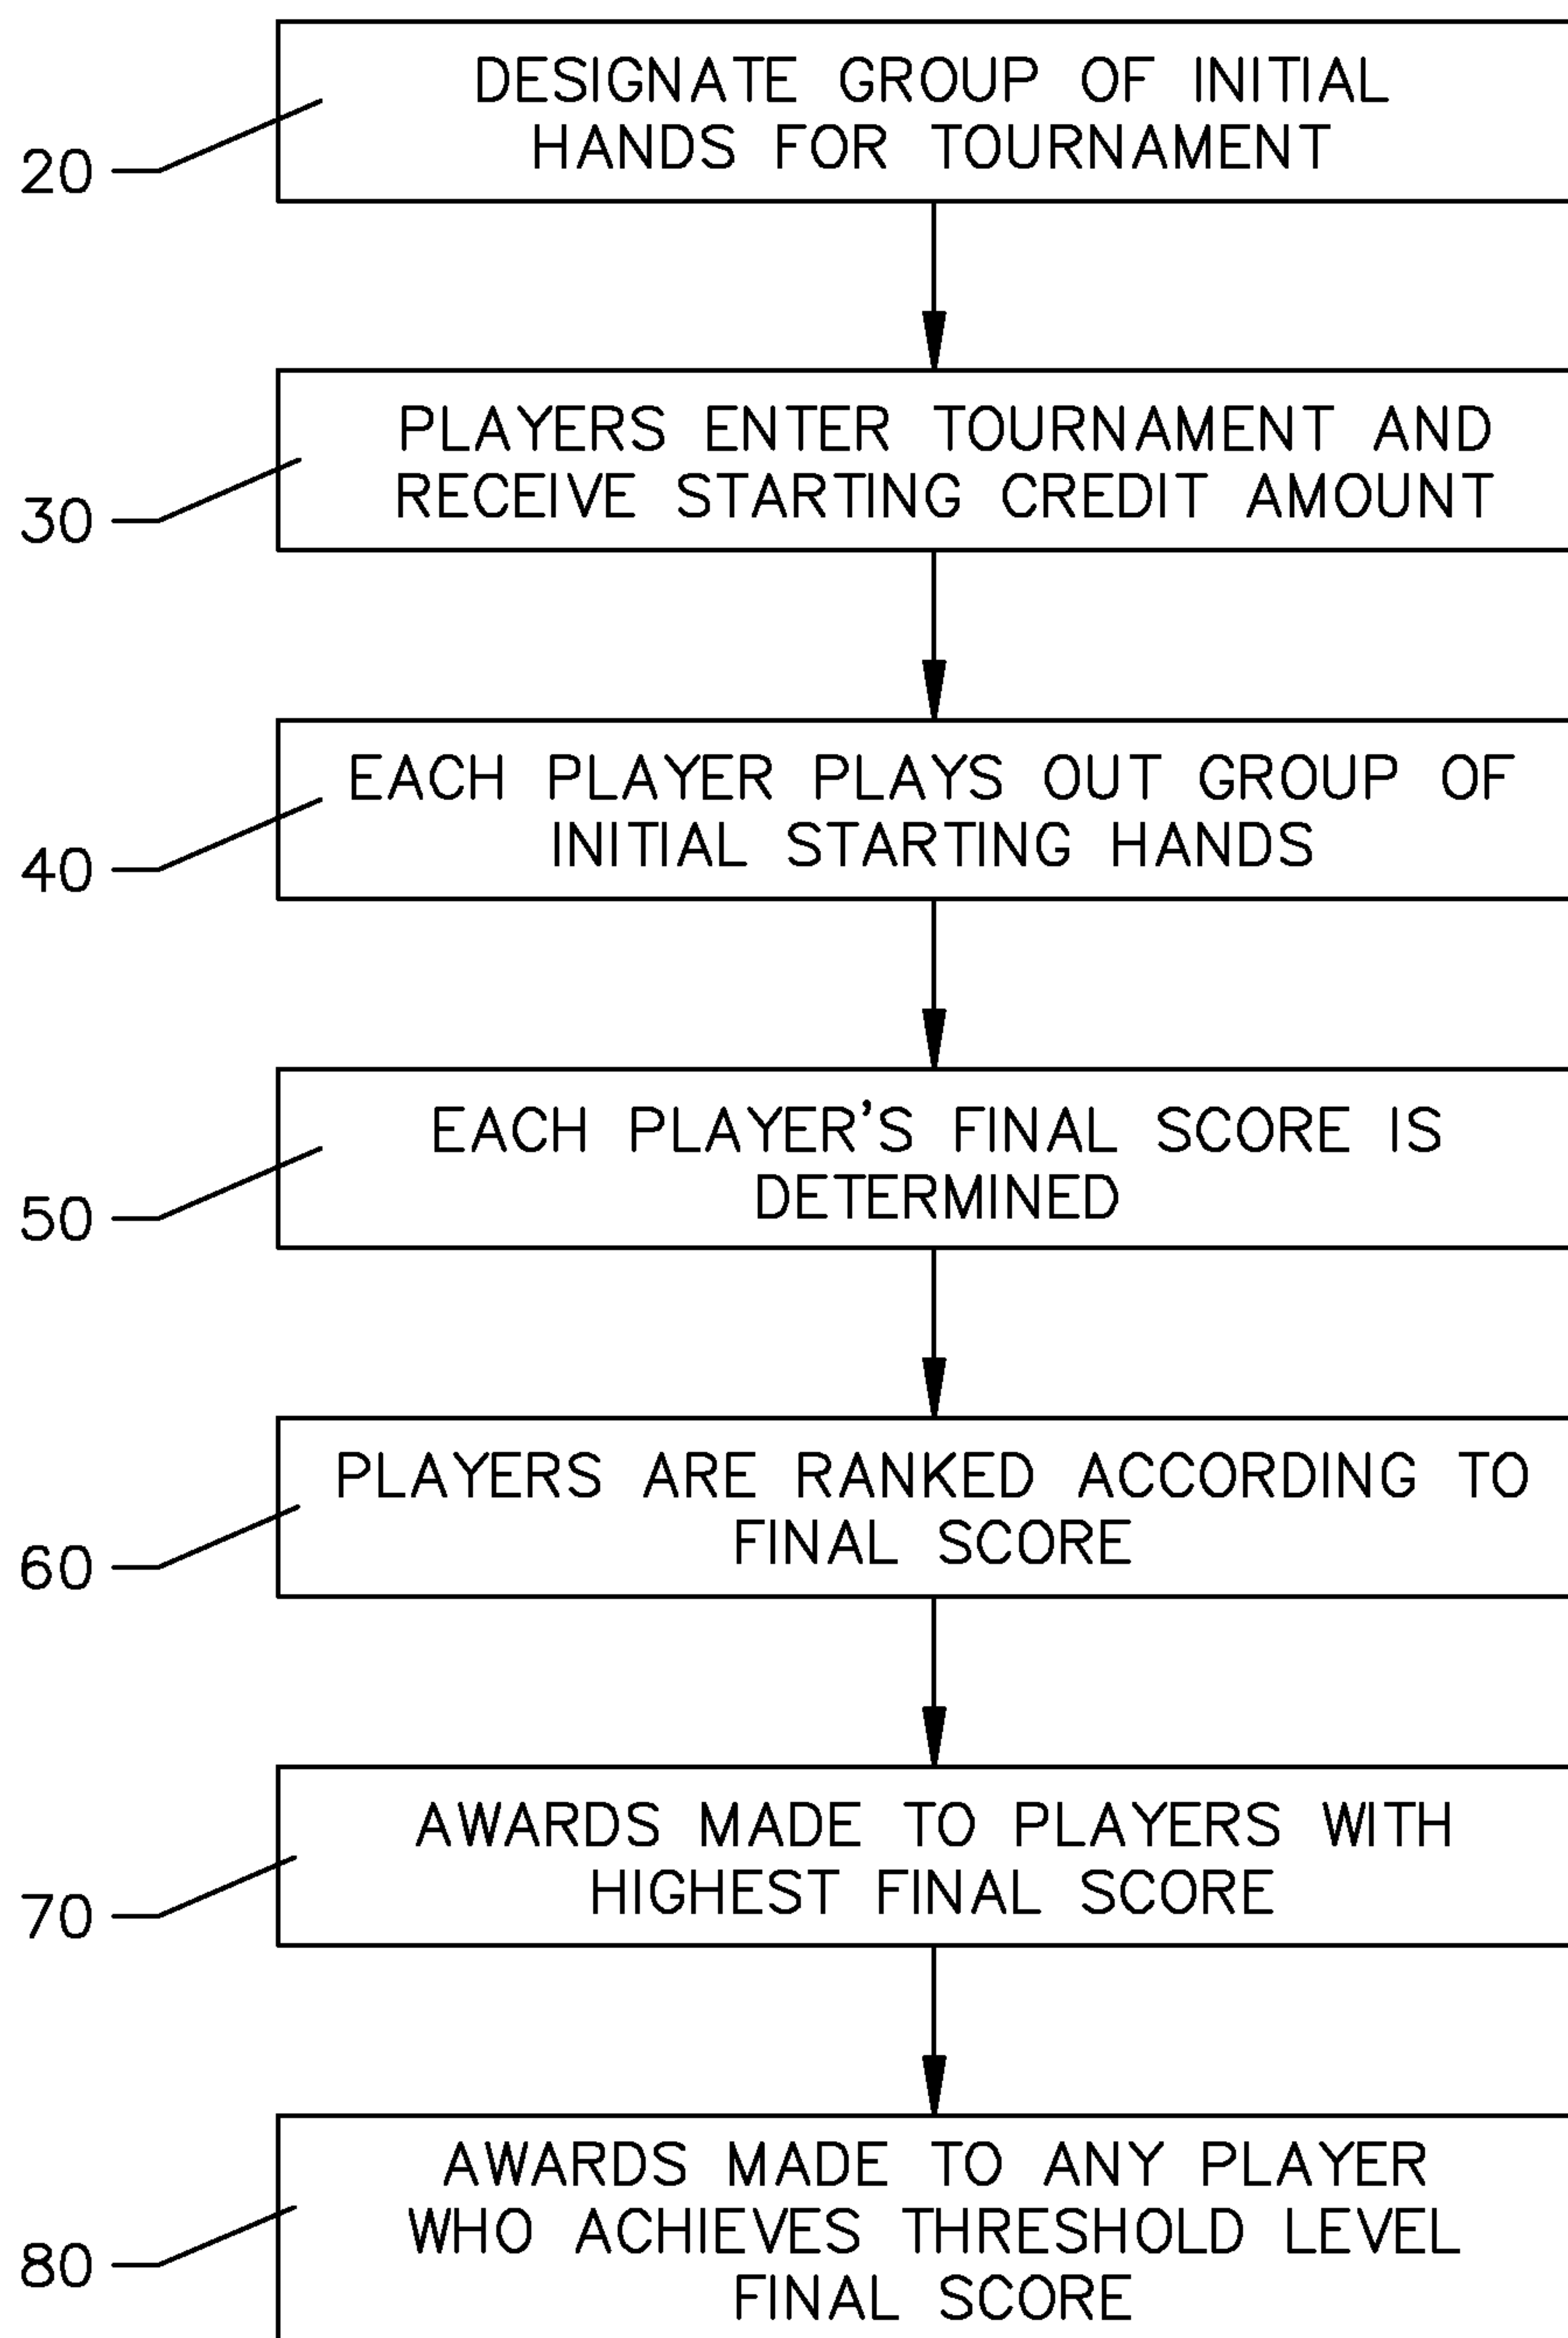 DESIGNATE GROUP OF INITIAL
HANDS FOR TOURNAMENT
20
PLAYERS ENTER TOURNAMENT AND
RECEIVE STARTING CREDIT AMOUNT
30
EACH PLAYER PLAYS OUT GROUP OF
INITIAL STARTING HANDS
40
EACH PLAYER'S FINAL SCORE IS
DETERMINED
50
PLAYERS ARE RANKED ACCORDING TO
FINAL SCORE
60
AWARDS MADE TO PLAYERS WITH
HIGHEST FINAL SCORE
70
AWARDS MADE TO ANY PLAYER
WHO ACHIEVES THRESHOLD LEVEL
FINAL SCORE
80